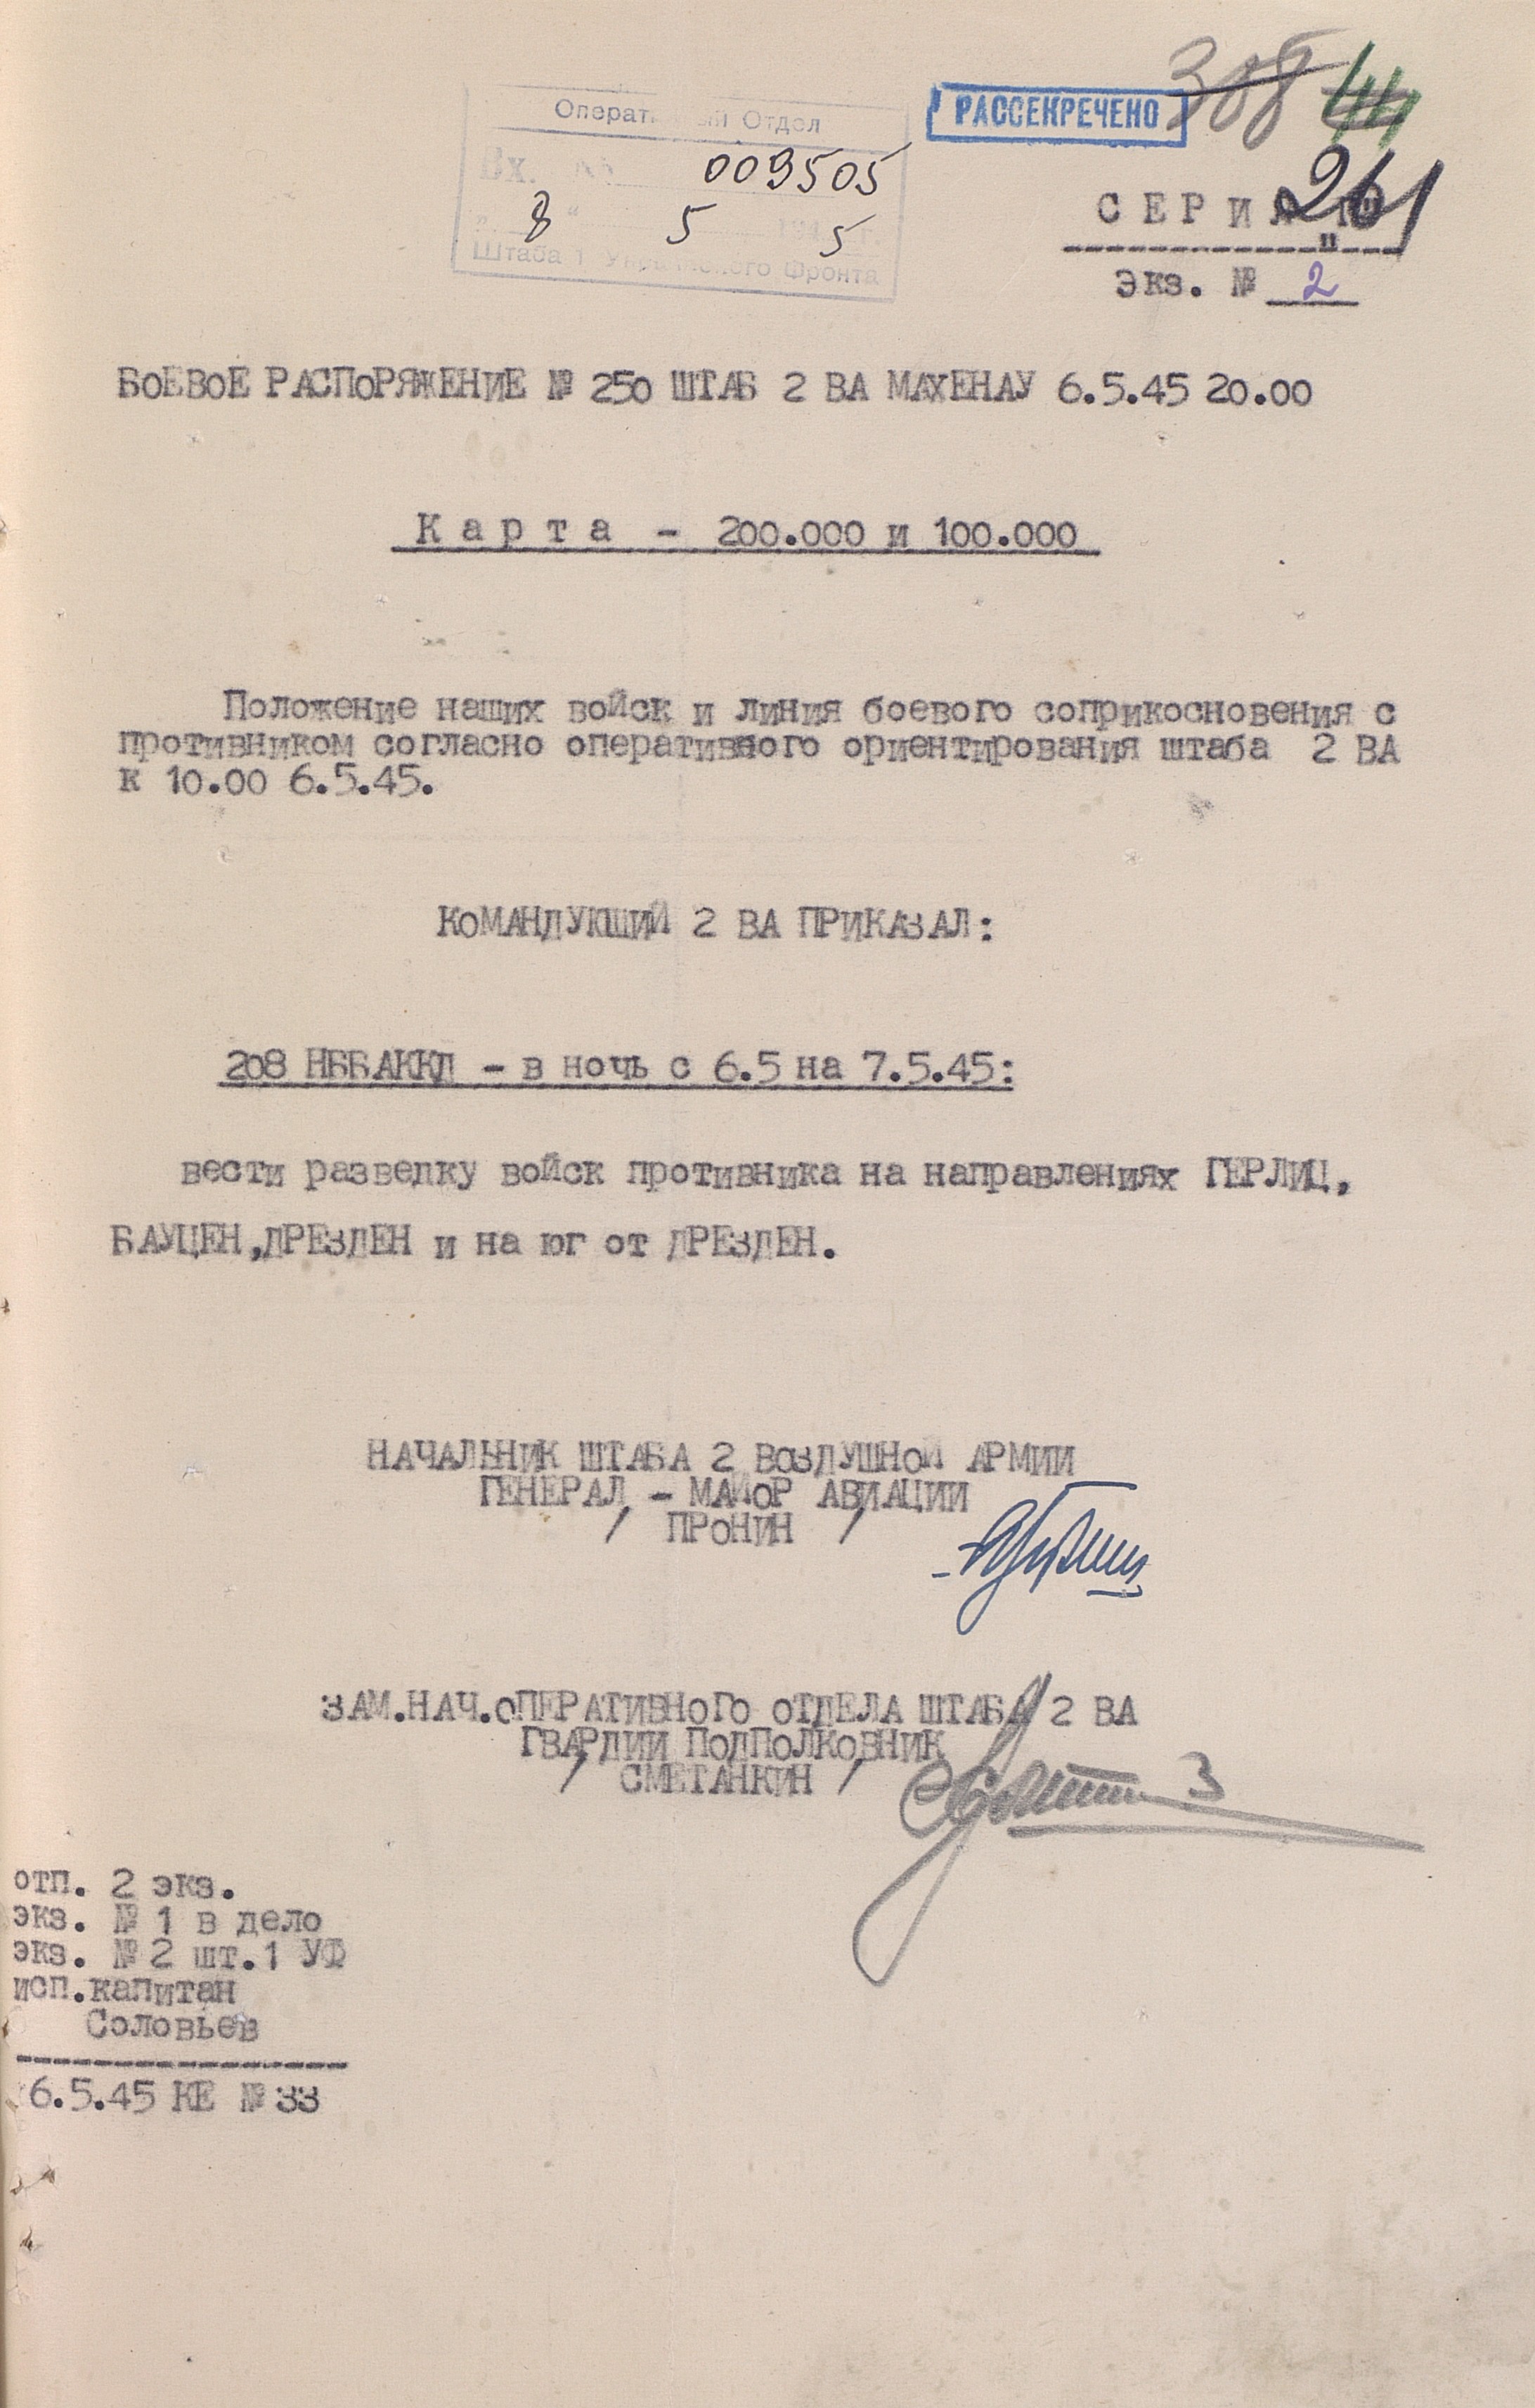 308 44
РАССЕКРЕЧЕНО
Оперативный Отдел
Вх. № 009505
„ 8 “ 5 194 5 г.
Штаба 1 Украинского Фронта
261
СЕРИЯ
экз. № 2
БОЕВОЕ РАСПОРЯЖЕНИЕ № 250 ШТАБ 2 ВА МАХЕНАУ 6.5.45 20.00
Карта - 200.000 и 100.000
Положение наших войск и линия боевого соприкосновения с
противником согласно оперативного ориентирования штаба 2 ВА
к 10.00 6.5.45.
КОМАНДУЮШИЙ 2 ВА ПРИКАЗАЛ:
208 НББАККД - в ночь с 6.5 на 7.5.45:
вести разведку войск противника на направлениях ГЕРЛИЦ,
БАУЦЕН,ДРЕЗДЕН и на юг от ДРЕЗДЕН.
НАЧАЛЬНИК ШТАБА 2 ВОЗДУШНОЙ АРМИИ
ГЕНЕРАЛ - МАЙОР АВИАЦИИ
/ ПРОНИН /
ЗАМ.НАЧ.ОПЕРАТИВНОГО ОТДЕЛА ШТАБА 2 ВА
ГВАРДИИ ПОДПОЛКОВНИК
/ СМЕТАНКИН /
отп. 2 экз.
экз. № 1 в дело
экз. № 2 шт.1 УФ
исп.капитан
Соловьев
6.5.45 КЕ № 33